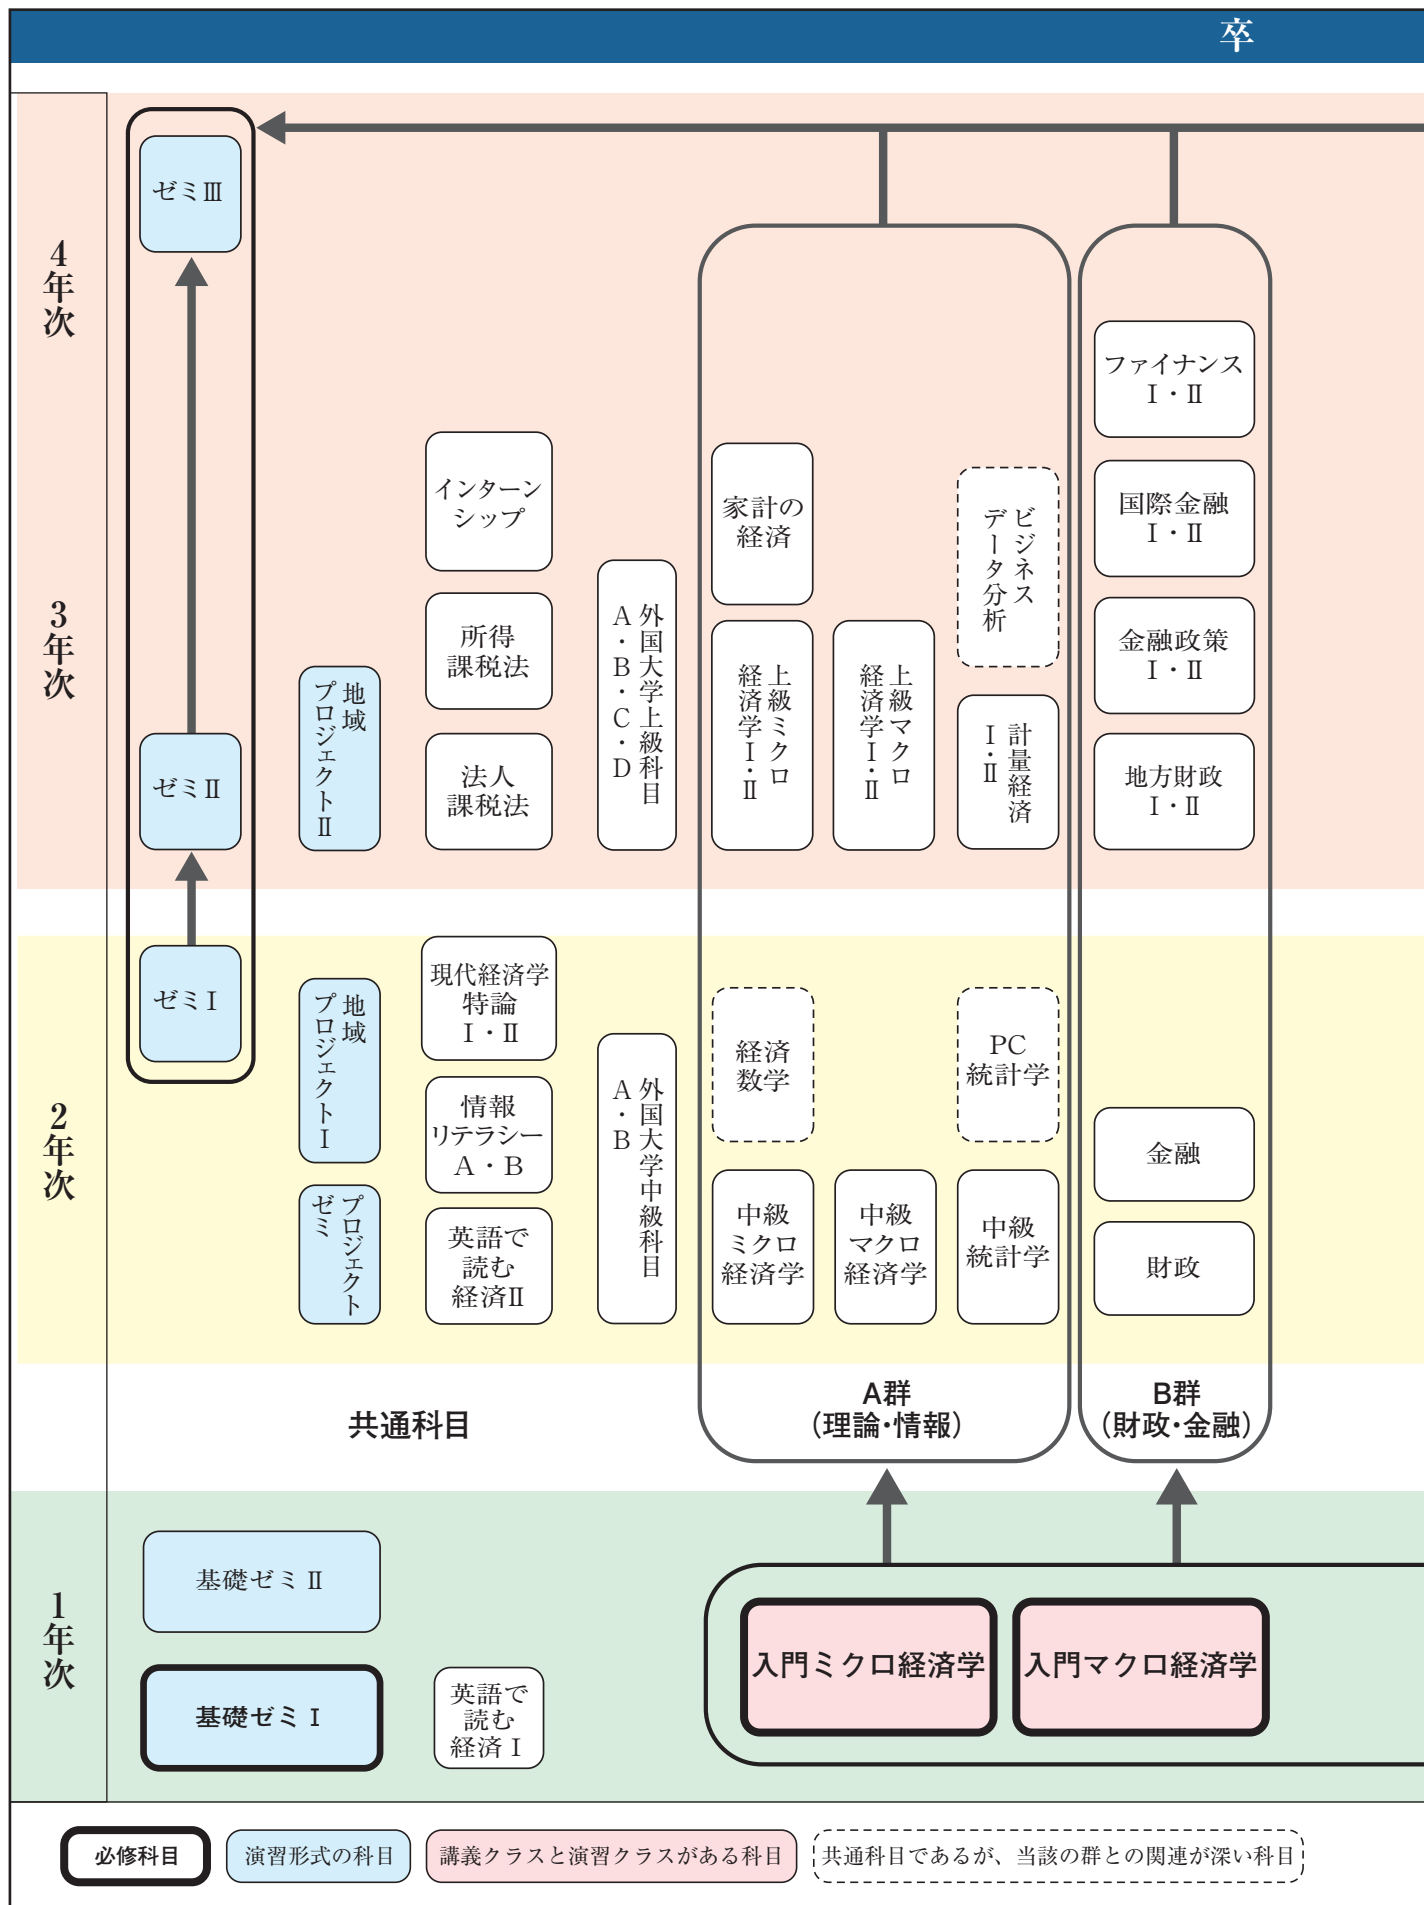 卒
4年次
ゼミⅢ
ファイナンス
Ⅰ・Ⅱ
インターン
シップ
家計の
経済
ビジネス
データ分析
国際金融
Ⅰ・Ⅱ
3年次
ゼミⅡ
地域
プロジェクトⅡ
所得
課税法
法人
課税法
外国大学上級科目
A・B・C・D
上級ミクロ
経済学Ⅰ・Ⅱ
上級マクロ
経済学Ⅰ・Ⅱ
計量経済
Ⅰ・Ⅱ
金融政策
Ⅰ・Ⅱ
地方財政
Ⅰ・Ⅱ
2年次
ゼミⅠ
地域
プロジェクトⅠ
プロジェクト
ゼミ
現代経済学
特論
Ⅰ・Ⅱ
情報
リテラシー
A・B
英語で
読む
経済Ⅱ
外国大学中級科目
A・B
経済
数学
PC
統計学
中級
ミクロ
経済学
中級
マクロ
経済学
中級
統計学
金融
財政
共通科目
A群
(理論・情報)
B群
(財政・金融)
1年次
基礎ゼミⅡ
基礎ゼミⅠ
英語で
読む
経済Ⅰ
入門ミクロ経済学
入門マクロ経済学
必修科目
演習形式の科目
講義クラスと演習クラスがある科目
共通科目であるが、当該の群との関連が深い科目